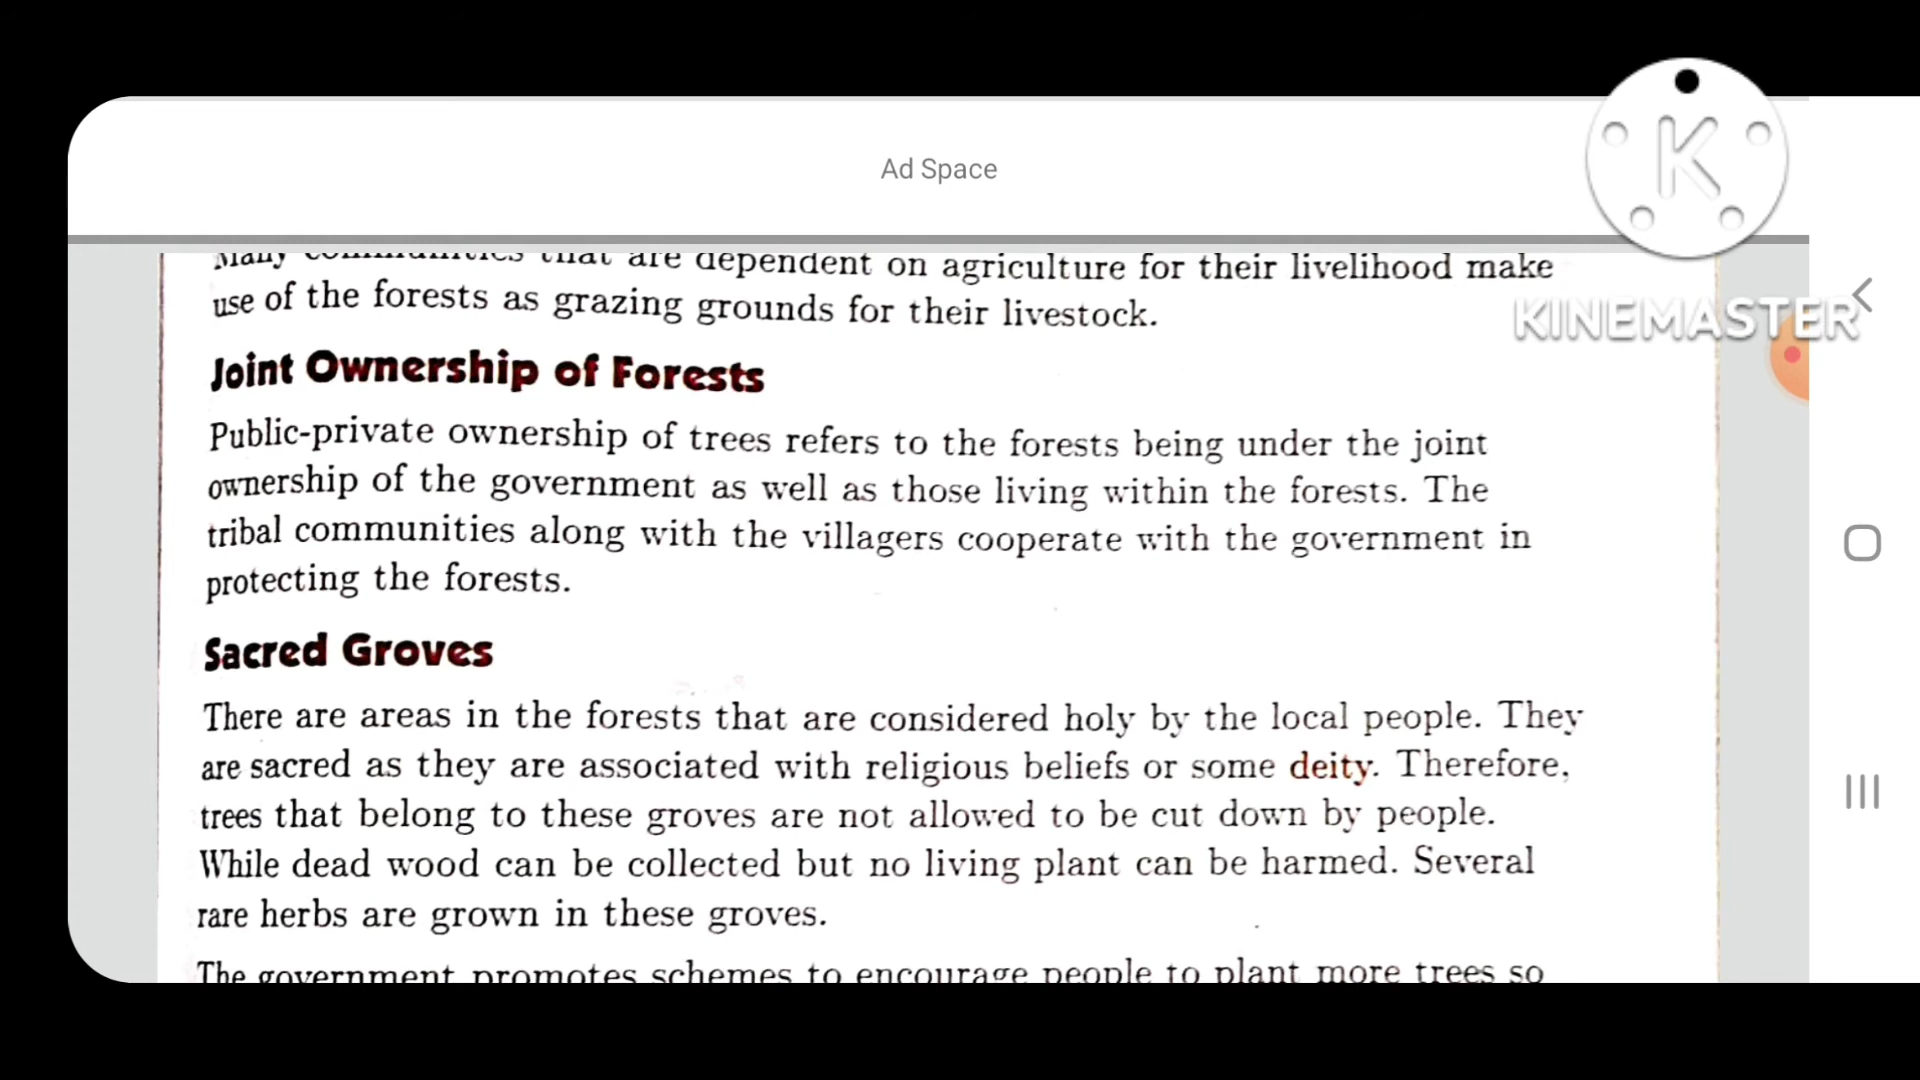 Ad Space
K
KINEMASTER
Many communities that are dependent on agriculture for their livelihood make
use of the forests as grazing grounds for their livestock.
Joint Ownership of Forests
Public-private ownership of trees refers to the forests being under the joint
ownership of the government as well as those living within the forests. The
tribal communities along with the villagers cooperate with the government in
protecting the forests.
Sacred Groves
There are areas in the forests that are considered holy by the local people. They
are sacred as they are associated with religious beliefs or some deity. Therefore,
trees that belong to these groves are not allowed to be cut down by people.
While dead wood can be collected but no living plant can be harmed. Several
rare herbs are grown in these groves.
The government promotes schemes to encourage people to plant more trees so